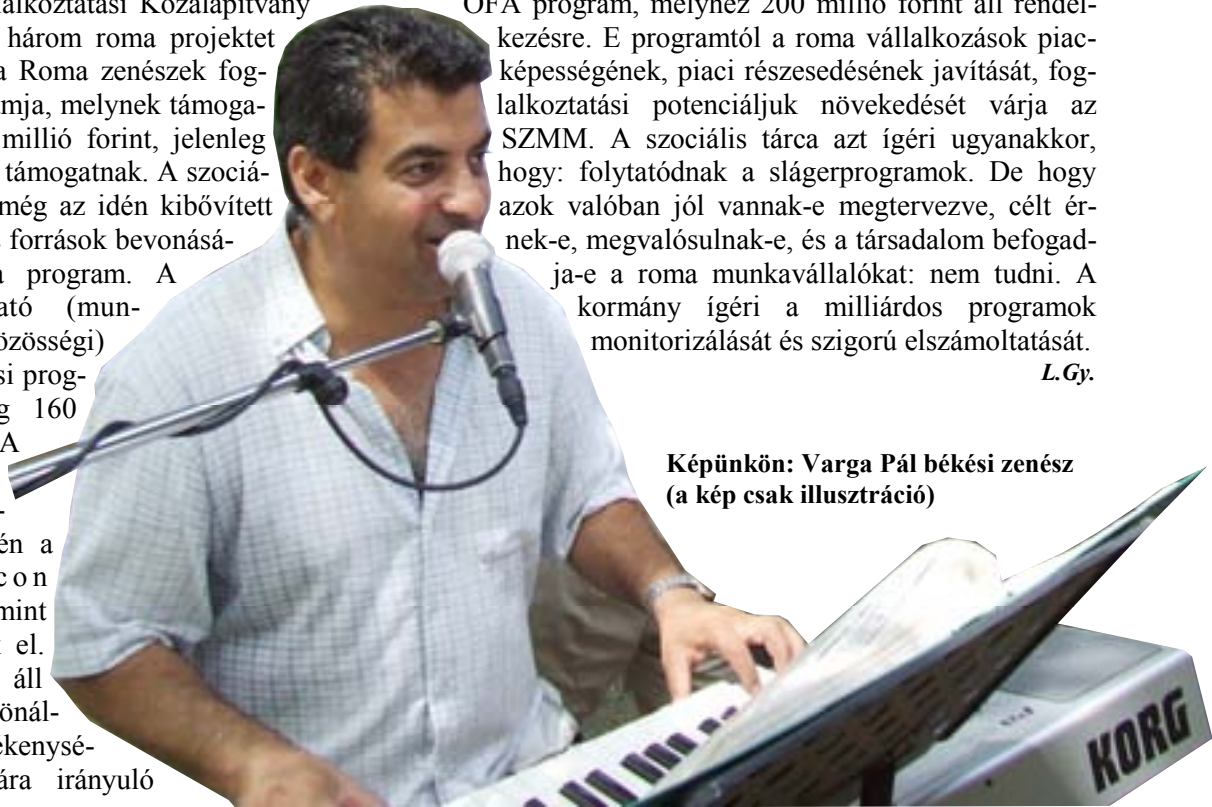 lalkoztatási Közalapítvány
három roma projektet
a Roma zenészek fog-
amja, melynek támoga-
millió forint, jelenleg
támogatnak. A szociá-
még az idén kibővített
források bevonásá-
a program. A
ató (mun-
özösségi)
si prog-
g 160
A
-
én a
con
mint
el.
áll
önál-
ekenysé-
ára irányuló
OFA program, melyhez 200 millió forint áll rendel-
kezésre. E programtól a roma vállalkozások piac-
képességének, piaci részesedésének javítását, fog-
lalkoztatási potenciáljuk növekedését várja az
SZMM. A szociális tárca azt ígéri ugyanakkor,
hogy: folytatódnak a slágerprogramok. De hogy
azok valóban jól vannak-e megtervezve, célt ér-
nek-e, megvalósulnak-e, és a társadalom befogad-
ja-e a roma munkavállalókat: nem tudni. A
kormány ígéri a milliárdos programok
monitorizálását és szigorú elszámoltatását.
L.Gy.
Képünkön: Varga Pál békési zenész
(a kép csak illusztráció)
KORG